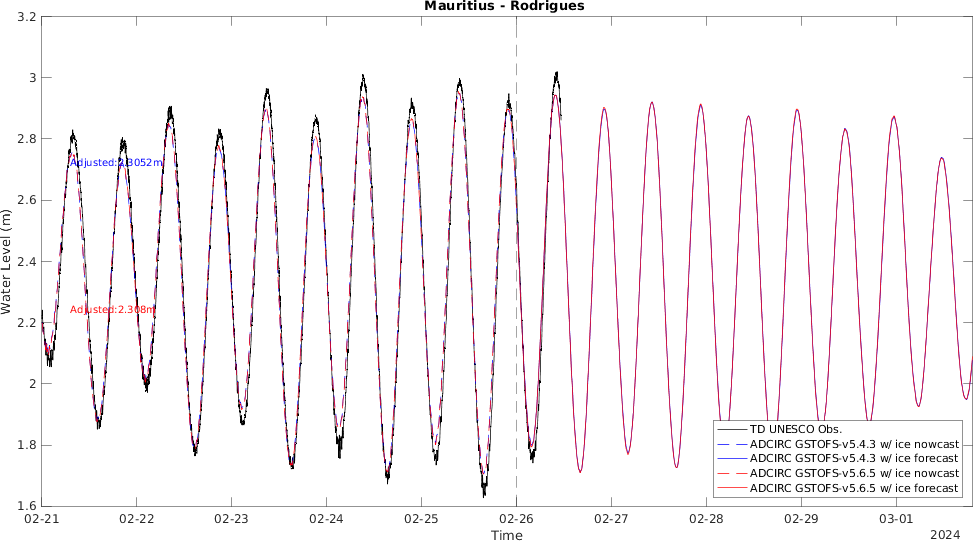 Mauritius - Rodrigues
3.2
3
2.8
2.6
2.4
2.2
2
1.8
1.6
Water Level (m)
Adjusted:2.3052m
Adjusted:2.308m
TD UNESCO Obs.
ADCIRC GSTOFS-v5.4.3 w/ ice nowcast
ADCIRC GSTOFS-v5.4.3 w/ ice forecast
ADCIRC GSTOFS-v5.6.5 w/ ice nowcast
ADCIRC GSTOFS-v5.6.5 w/ ice forecast
02-21 02-22 02-23 02-24 02-25 02-26 02-27 02-28 02-29 03-01
Time
2024